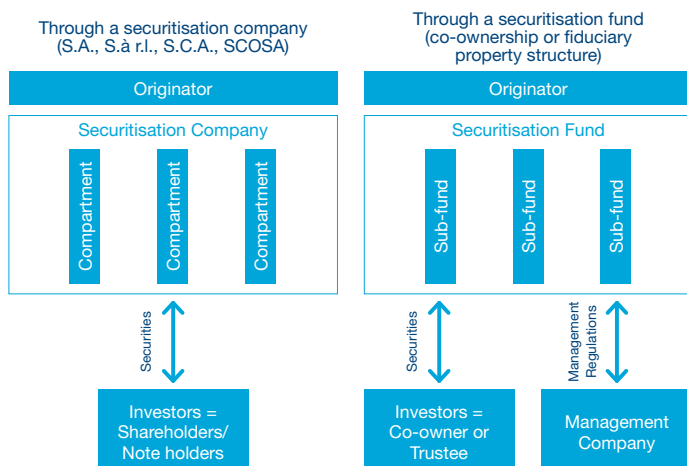 Through a securitisation company
(S.A., S.à r.l., S.C.A., SCOSA)
Originator
Securitisation Company
Compartment
Compartment
Compartment
Securities
Investors =
Shareholders/
Note holders
Through a securitisation fund
(co-ownership or fiduciary
property structure)
Originator
Securitisation Fund
Sub-fund
Sub-fund
Sub-fund
Securities
Management
Regulations
Investors =
Co-owner or
Trustee
Management
Company